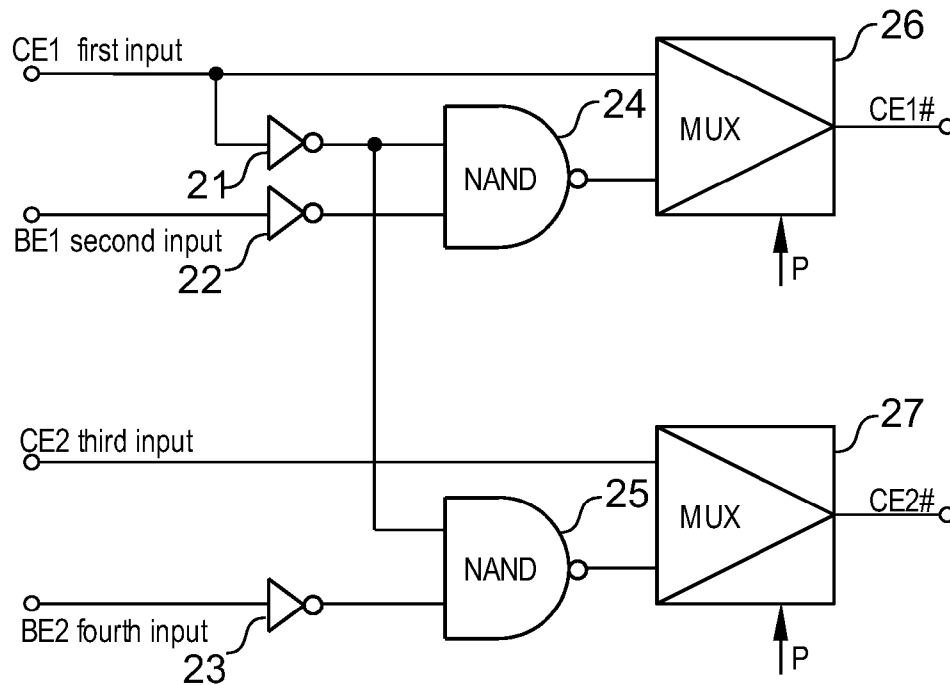 CE1 first input
26
24
CE1#
MUX
NAND
21
BE1 second input
22
P
CE2 third input
27
25
CE2#
MUX
NAND
BE2 fourth input
23
P